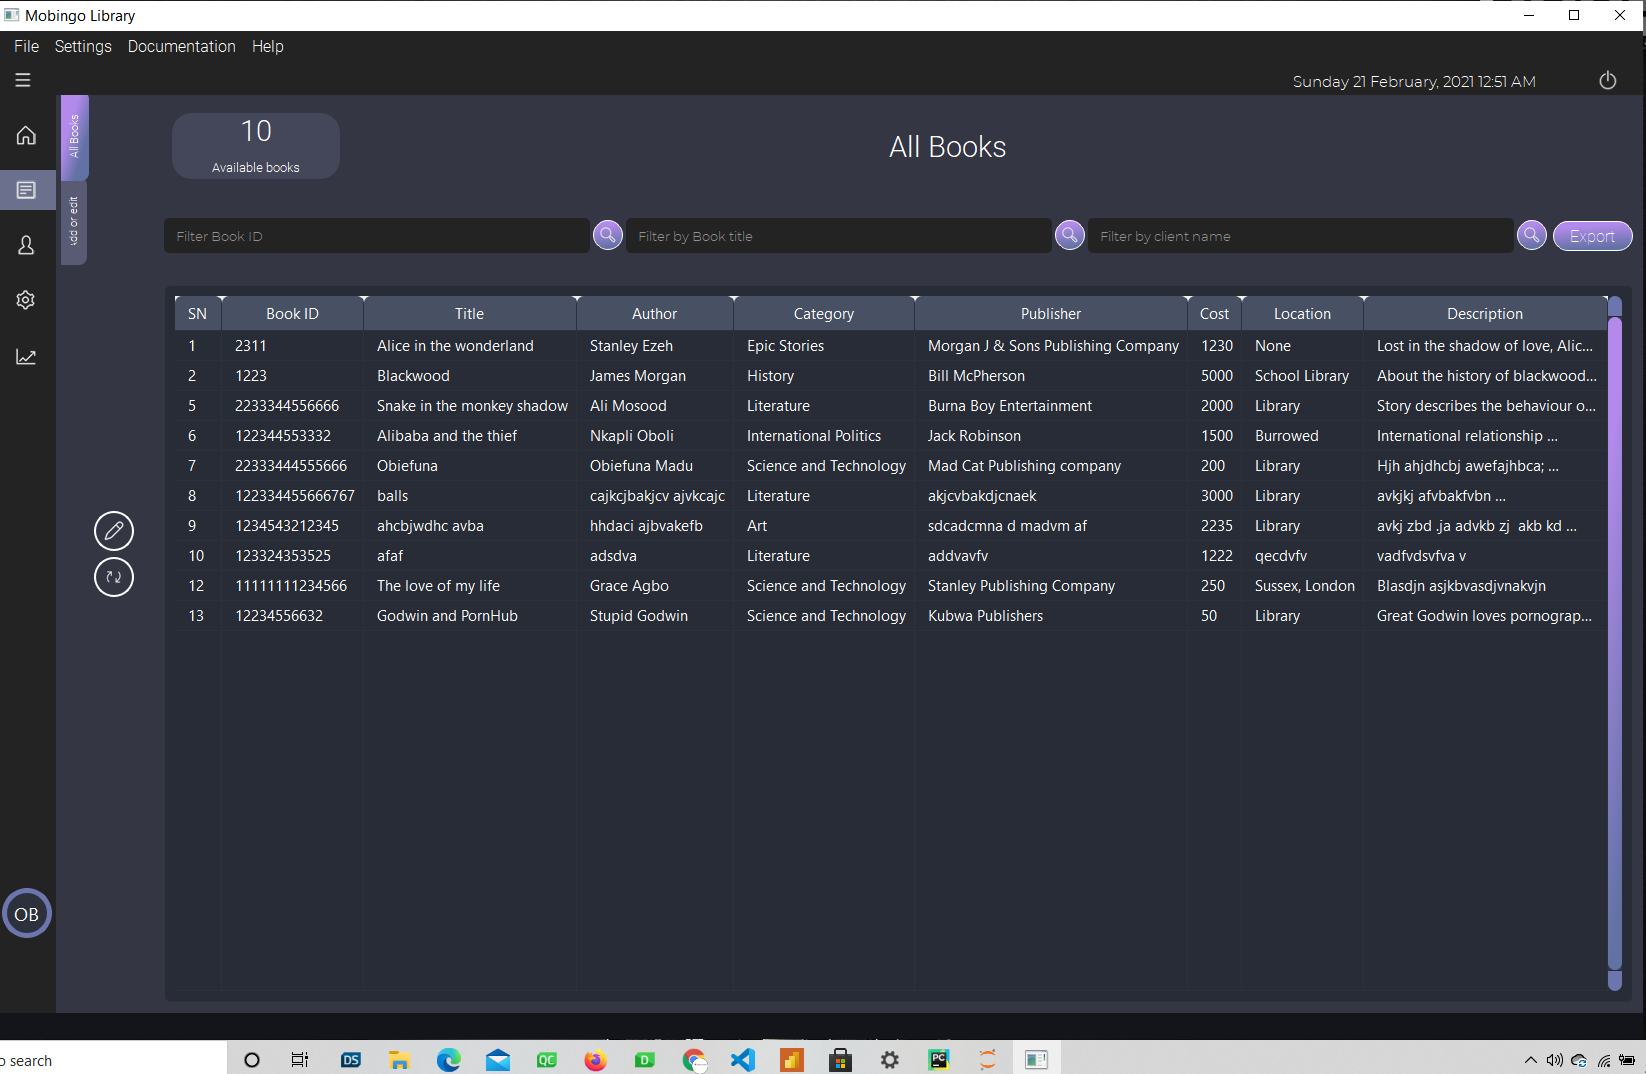 Mobingo Library
File Settings Documentation Help
Sunday 21 February, 2021 12:51 AM
All Books
Add or edit
10
Available books
All Books
Filter Book ID Filter by Book title Filter by client name Export
SN Book ID Title Author Category Publisher Cost Location Description
1 2311 Alice in the wonderland Stanley Ezeh Epic Stories Morgan J & Sons Publishing Company 1230 None Lost in the shadow of love, Alic...
2 1223 Blackwood James Morgan History Bill McPherson 5000 School Library About the history of blackwood...
5 2233344556666 Snake in the monkey shadow Ali Mosood Literature Burna Boy Entertainment 2000 Library Story describes the behaviour o...
6 122344553332 Alibaba and the thief Nkapli Oboli International Politics Jack Robinson 1500 Burrowed International relationship ...
7 22333444555666 Obiefuna Obiefuna Madu Science and Technology Mad Cat Publishing company 200 Library Hjh ahjdhcbj awefajhbca; ...
8 122334455666767 balls cajkcjbakjcv ajvkcajc Literature akjcvbakdjcnaek 3000 Library avkjkj afvbakfvbn ...
9 1234543212345 ahcbjwdhc avba hhdaci ajbvakefb Art sdcadcmna d madvm af 2235 Library avkj zbd .ja advkb zj akb kd ...
10 123324353525 afaf adsdva Literature addvavfv 1222 qecdvfv vadfvdsvfva v
12 11111111234566 The love of my life Grace Agbo Science and Technology Stanley Publishing Company 250 Sussex, London Blasdjn asjkbvasdjvnakvjn
13 12234556632 Godwin and PornHub Stupid Godwin Science and Technology Kubwa Publishers 50 Library Great Godwin loves pornograp...
OB
o search
DS QC D PC